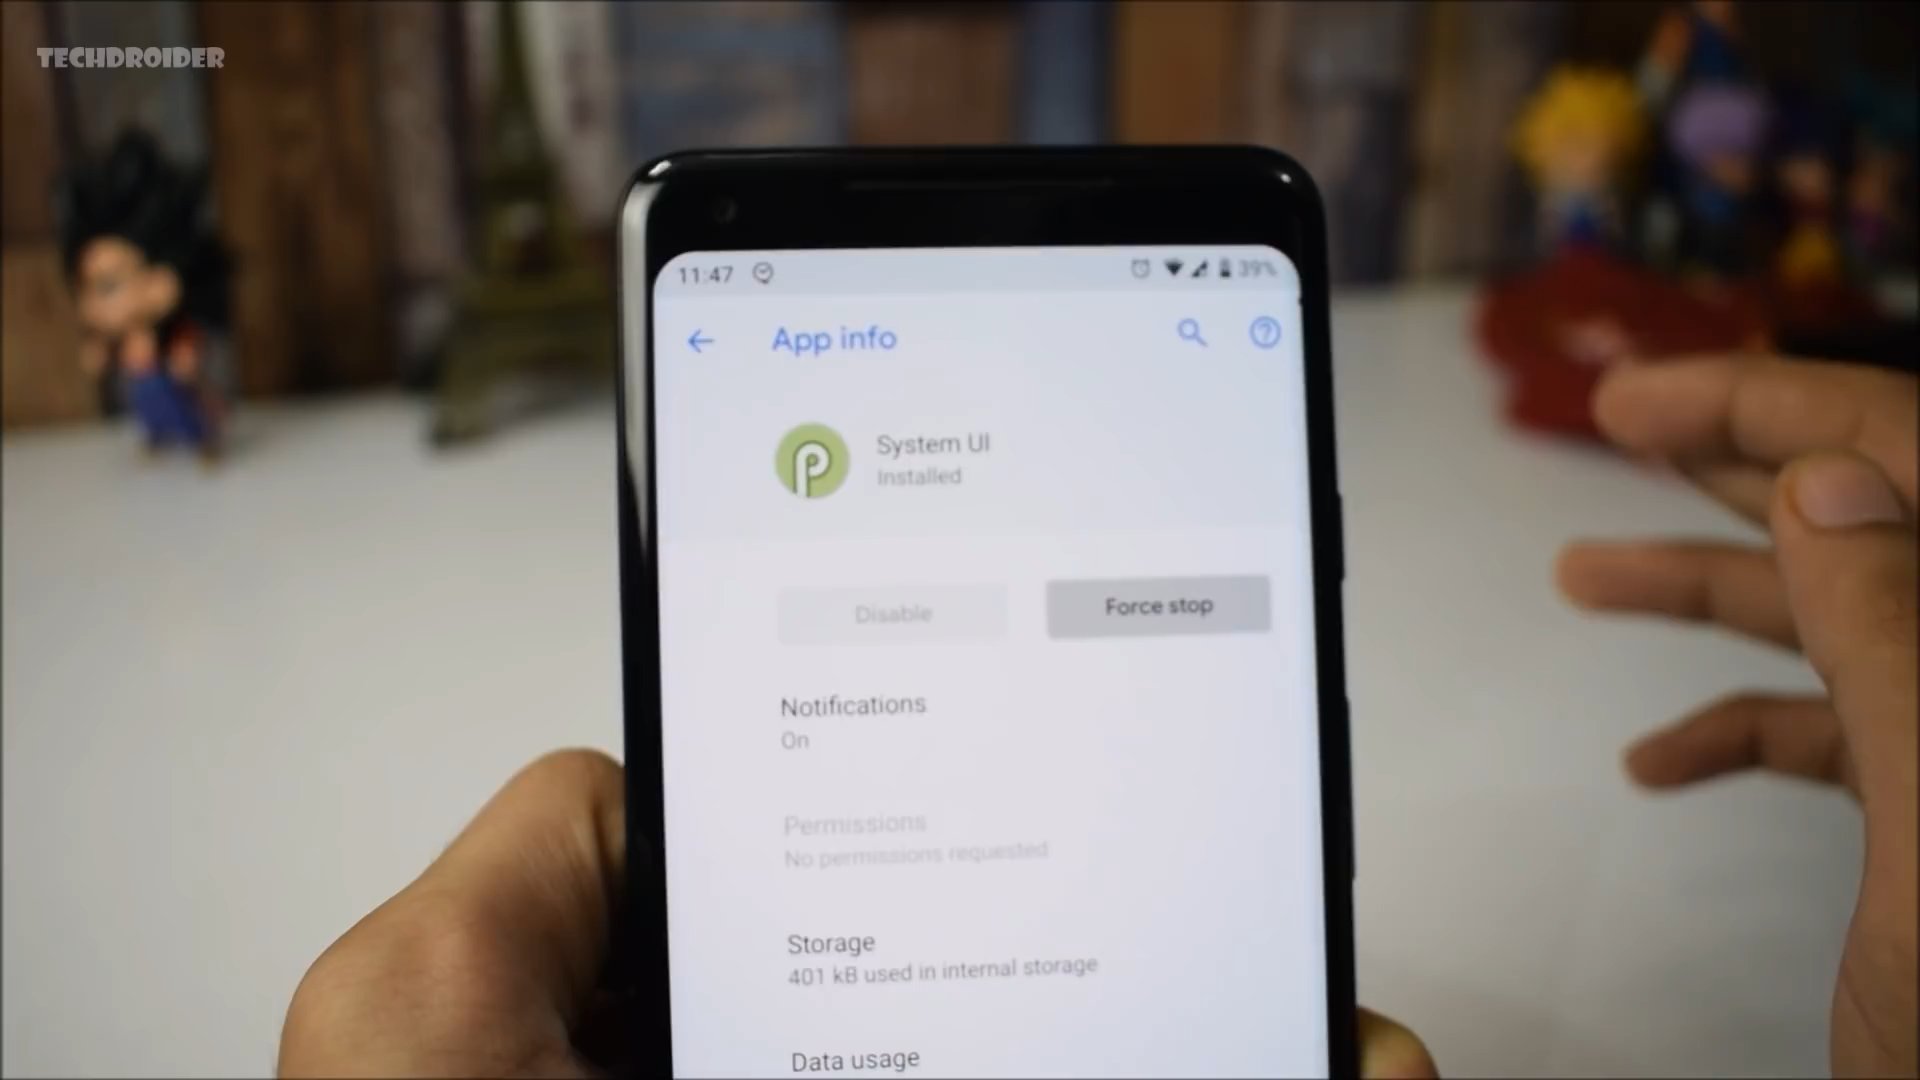 TECHDROIDER
11:47
39%
App info
System UI
Installed
Disable
Force stop
Notifications
On
Permissions
No permissions requested
Storage
401 kB used in internal storage
Data usage